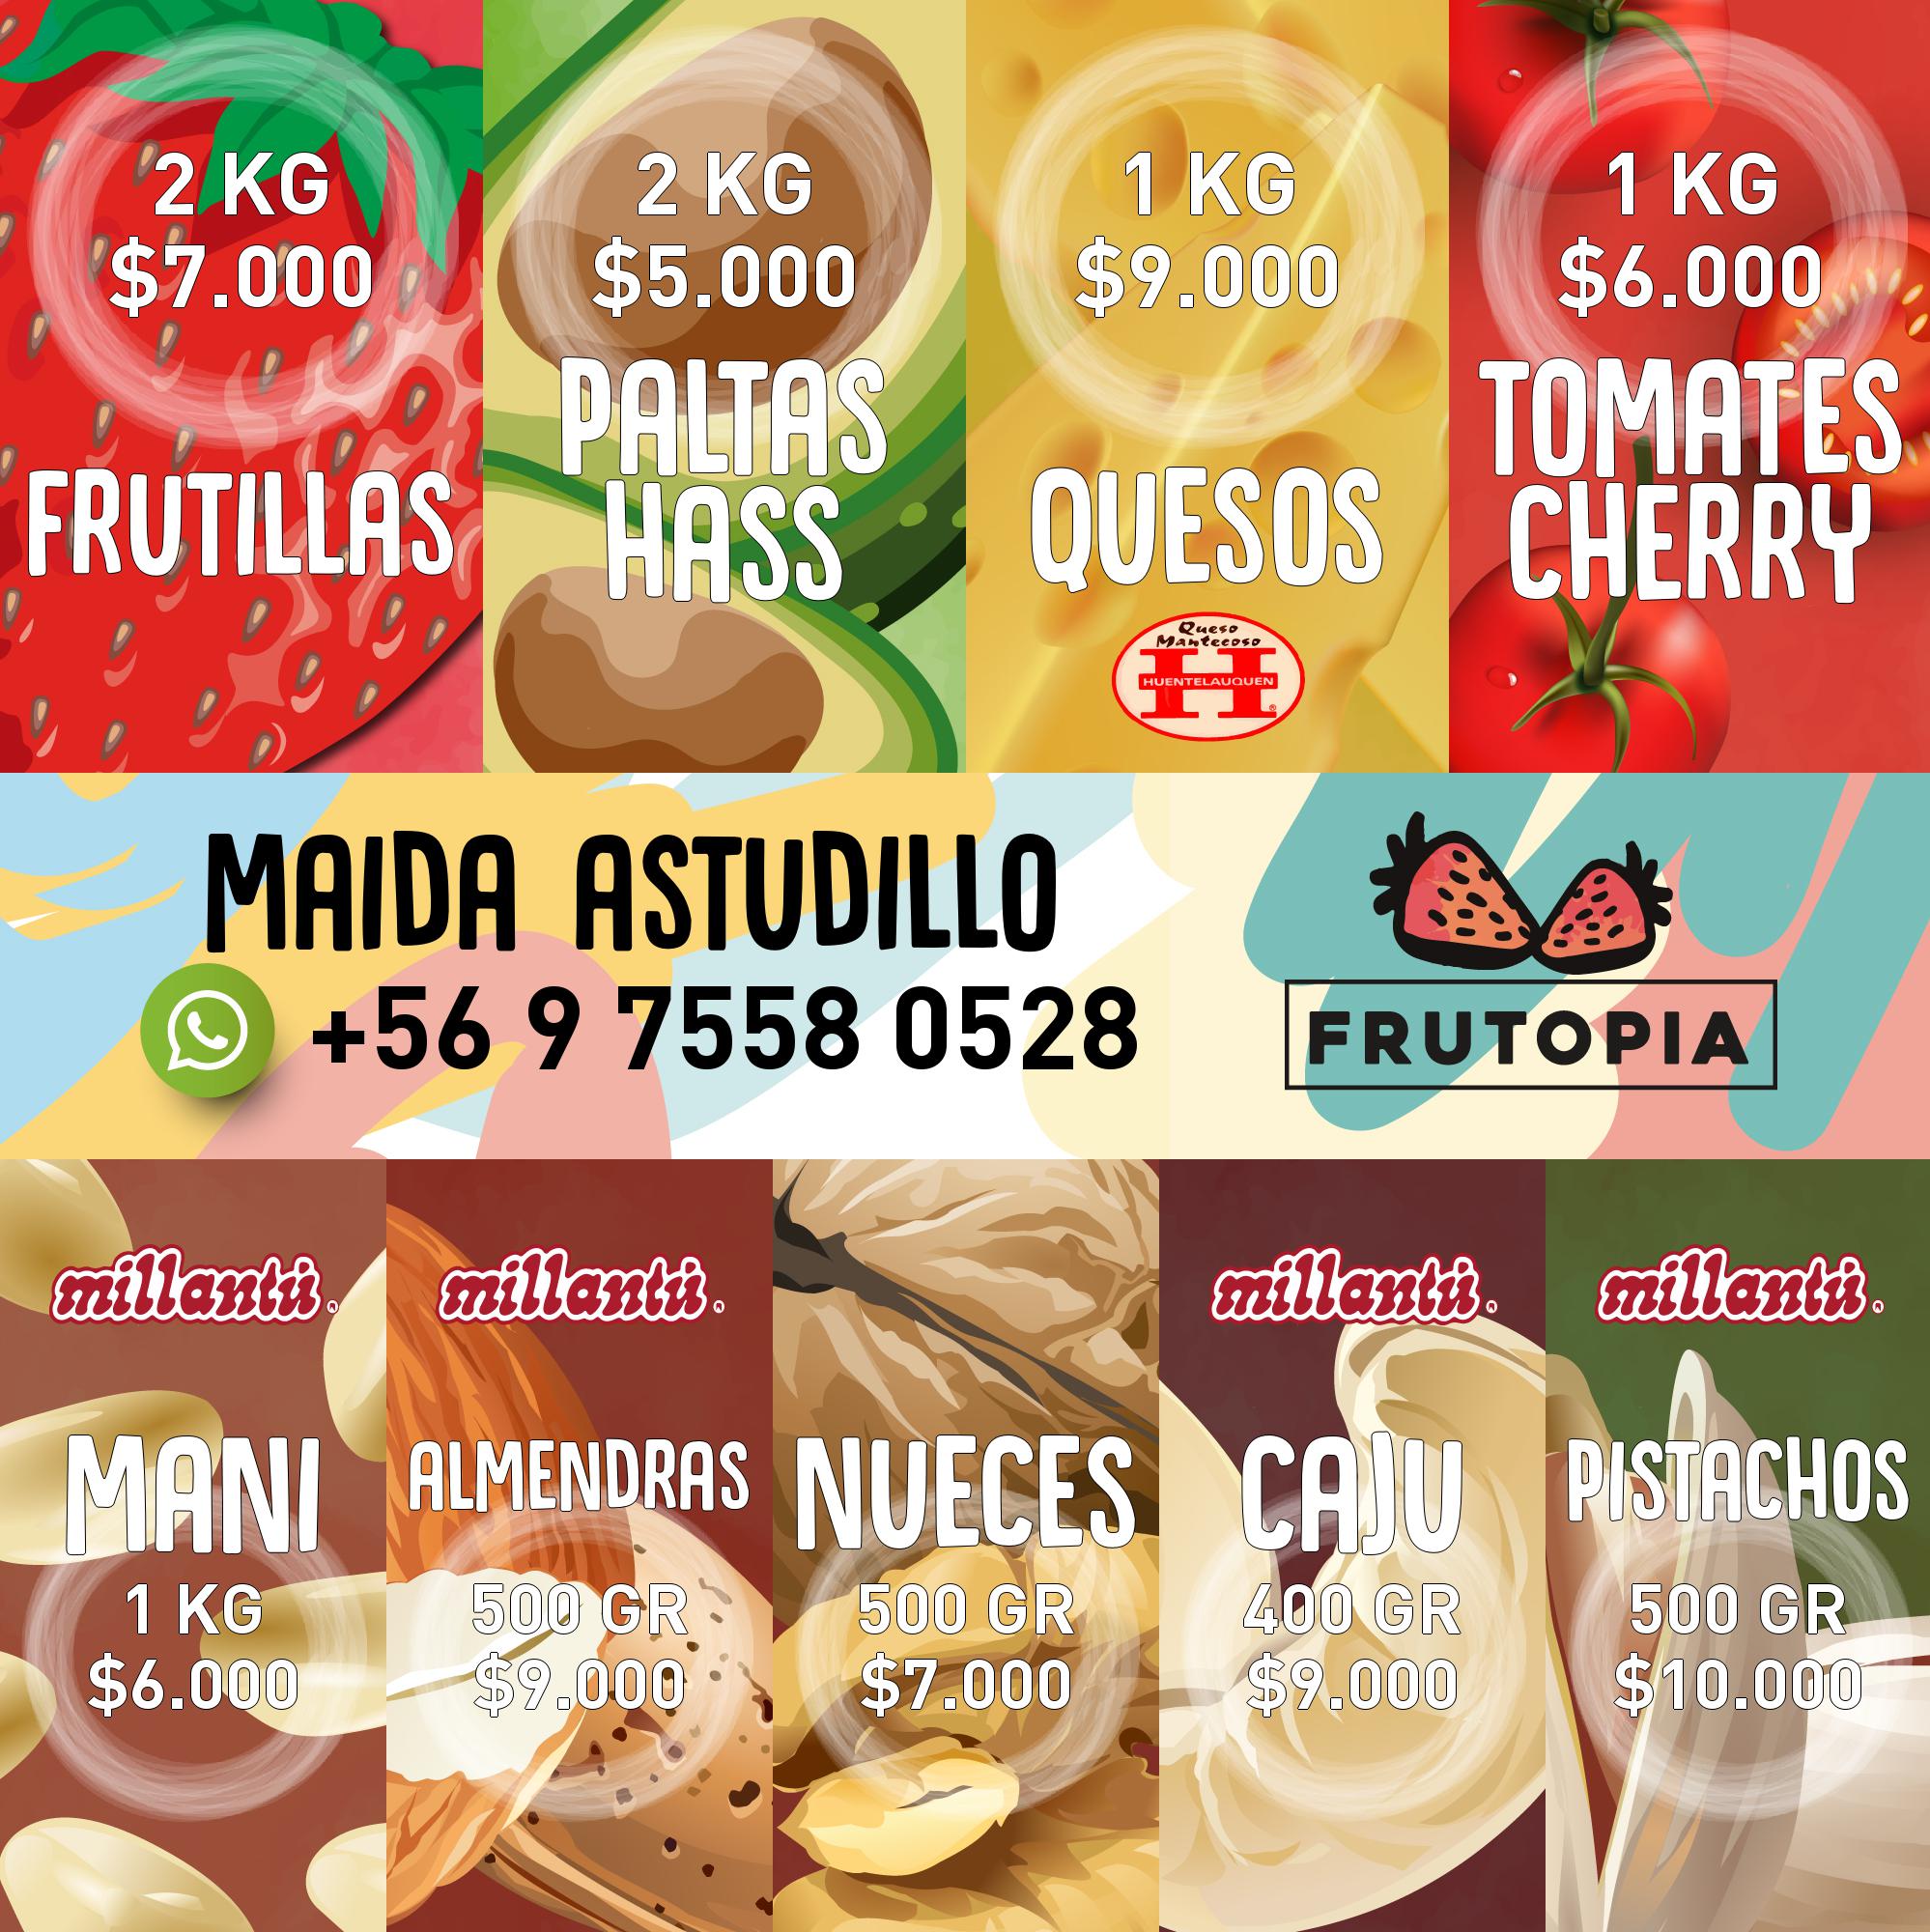 2 KG
$7.000
FRUTILLAS
2 KG
$5.000
PALTAS
HASS
1 KG
$9.000
QUESOS
Queso
Mantecoso
H
HUENTELAUQUEN
®
1 KG
$6.000
TOMATES
CHERRY
MAIDA ASTUDILLO
+56 9 7558 0528
FRUTOPIA
millantú®
MANI
1 KG
$6.000
millantú®
ALMENDRAS
500 GR
$9.000
NUECES
500 GR
$7.000
millantú®
CAJU
400 GR
$9.000
millantú®
PISTACHOS
500 GR
$10.000